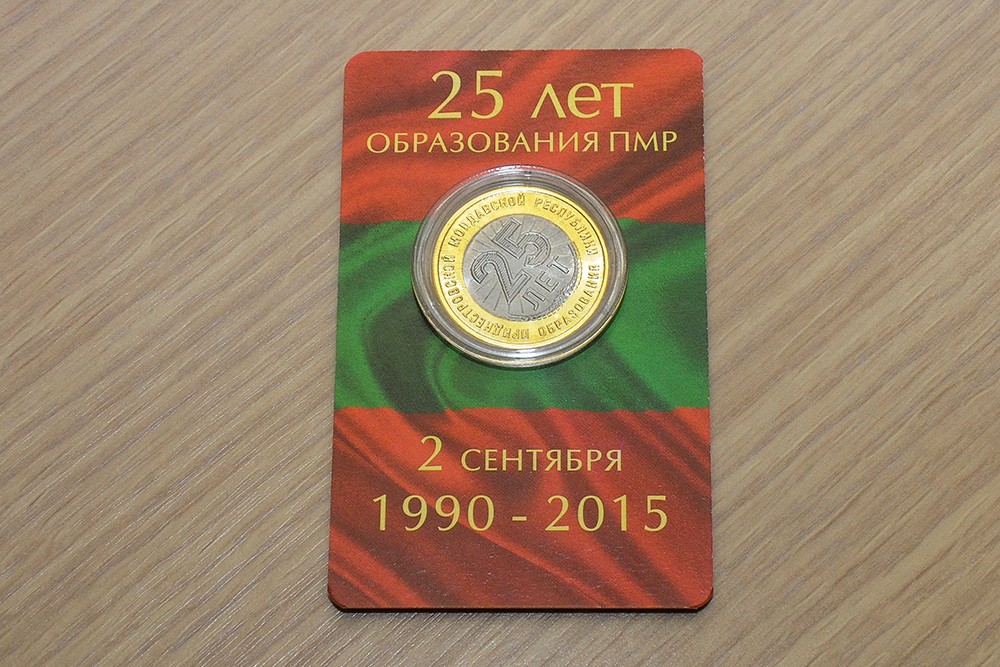 25 лет
ОБРАЗОВАНИЯ ПМР
ОБРАЗОВАНИЯ ПРИДНЕСТРОВСКОЙ МОЛДАВСКОЙ РЕСПУБЛИКИ
25
ЛЕТ
2 СЕНТЯБРЯ
1990 - 2015